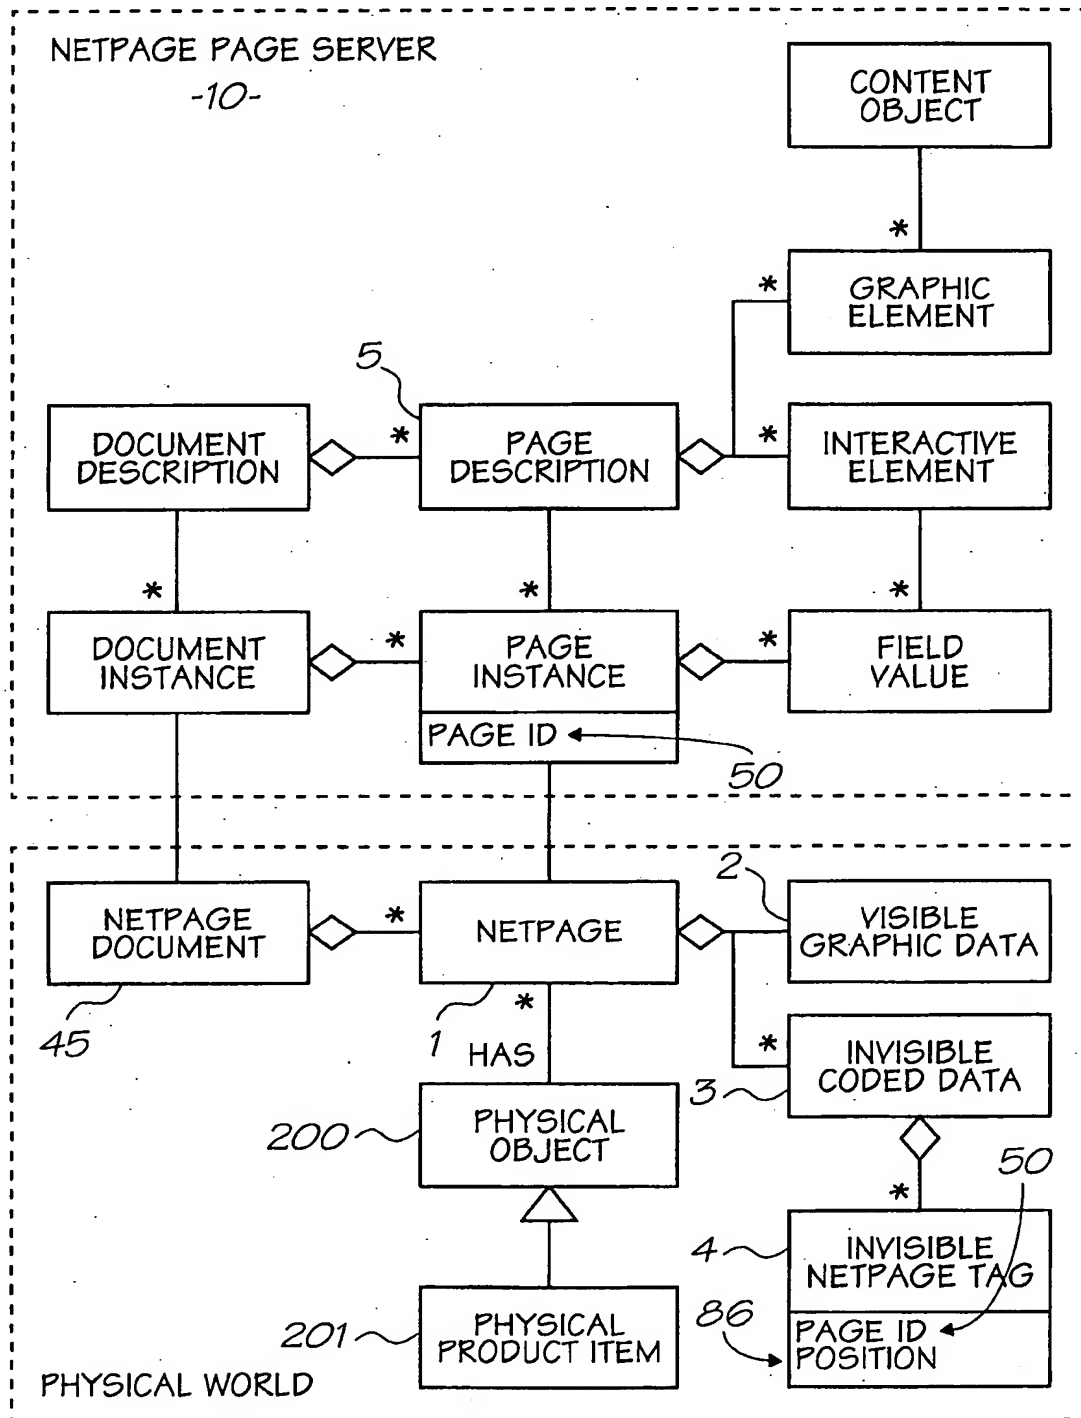 NETPAGE PAGE SERVER
-10-
CONTENT
OBJECT
*
GRAPHIC
ELEMENT
*
5
DOCUMENT
DESCRIPTION
*
PAGE
DESCRIPTION
*
INTERACTIVE
ELEMENT
*
*
*
DOCUMENT
INSTANCE
*
PAGE
INSTANCE
*
FIELD
VALUE
PAGE ID
50
2
NETPAGE
DOCUMENT
*
NETPAGE
VISIBLE
GRAPHIC DATA
45
1
*
HAS
*
3
INVISIBLE
CODED DATA
200
PHYSICAL
OBJECT
50
*
4
INVISIBLE
NETPAGE TAG
86
PAGE ID
POSITION
201
PHYSICAL
PRODUCT ITEM
PHYSICAL WORLD